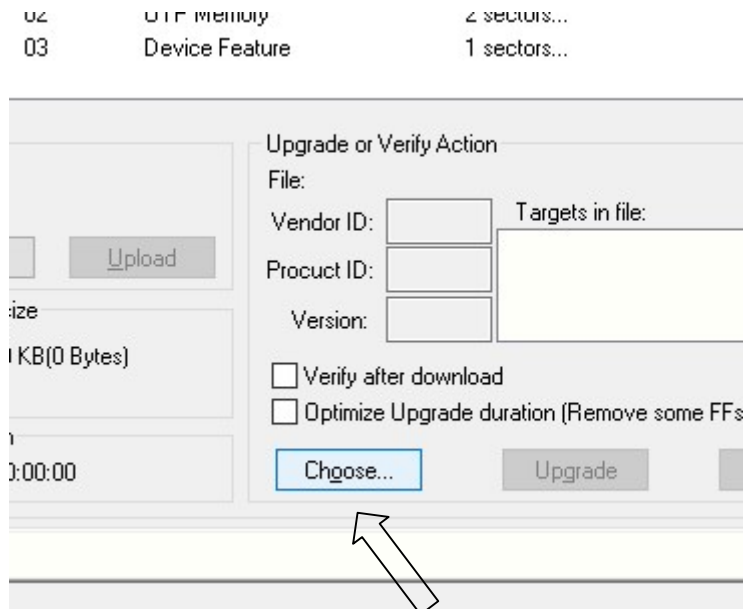 03 Device Feature 1 sectors...
Upgrade or Verify Action
File:
Vendor ID:
Targets in file:
Upload
Procuct ID:
Version:
KB(0 Bytes)
Verify after download
Optimize Upgrade duration (Remove some FFs
0:00:00
Choose...
Upgrade